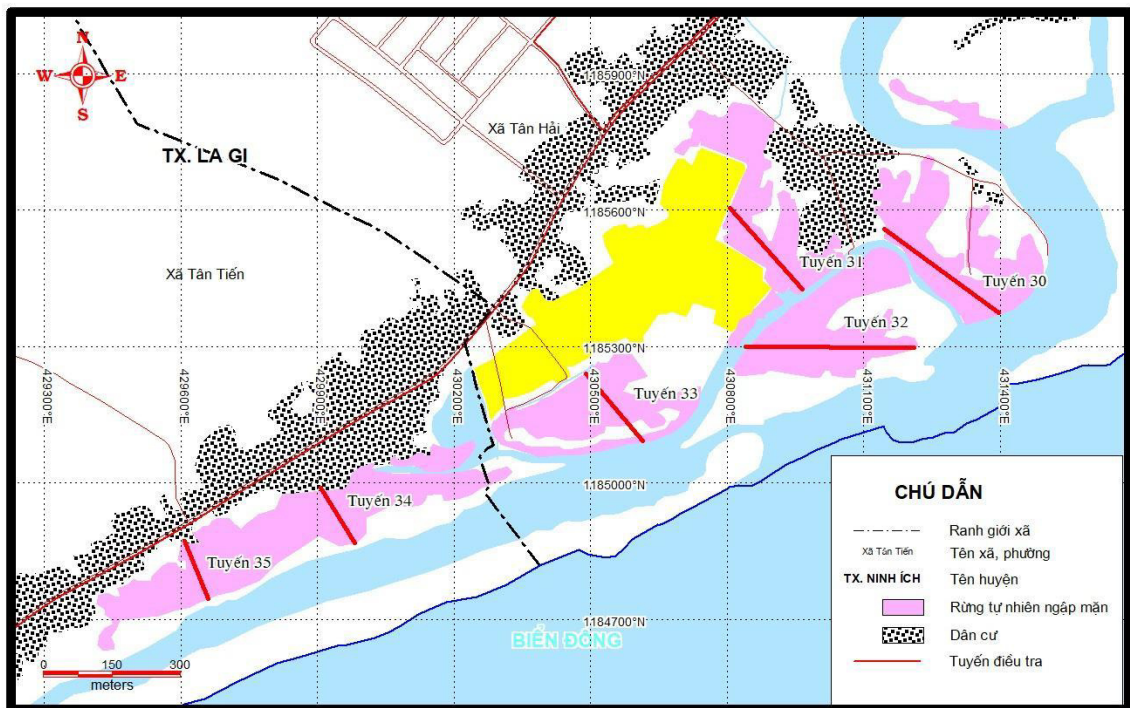 N
W E
S
TX. LA GI
Xã Tân Hải
Xã Tân Tiến
1185900°N
1185600°N
1185300°N
1185000°N
1184700°N
429300°E
429600°E
429900°E
430200°E
430500°E
430800°E
431100°E
431400°E
Tuyến 31
Tuyến 30
Tuyến 32
Tuyến 33
Tuyến 34
Tuyến 35
BIỂN ĐÔNG
0 150 300
meters
CHÚ DẪN
Ranh giới xã
Xã Tân Tiến Tên xã, phường
TX. NINH ÍCH Tên huyện
Rừng tự nhiên ngập mặn
Dân cư
Tuyến điều tra